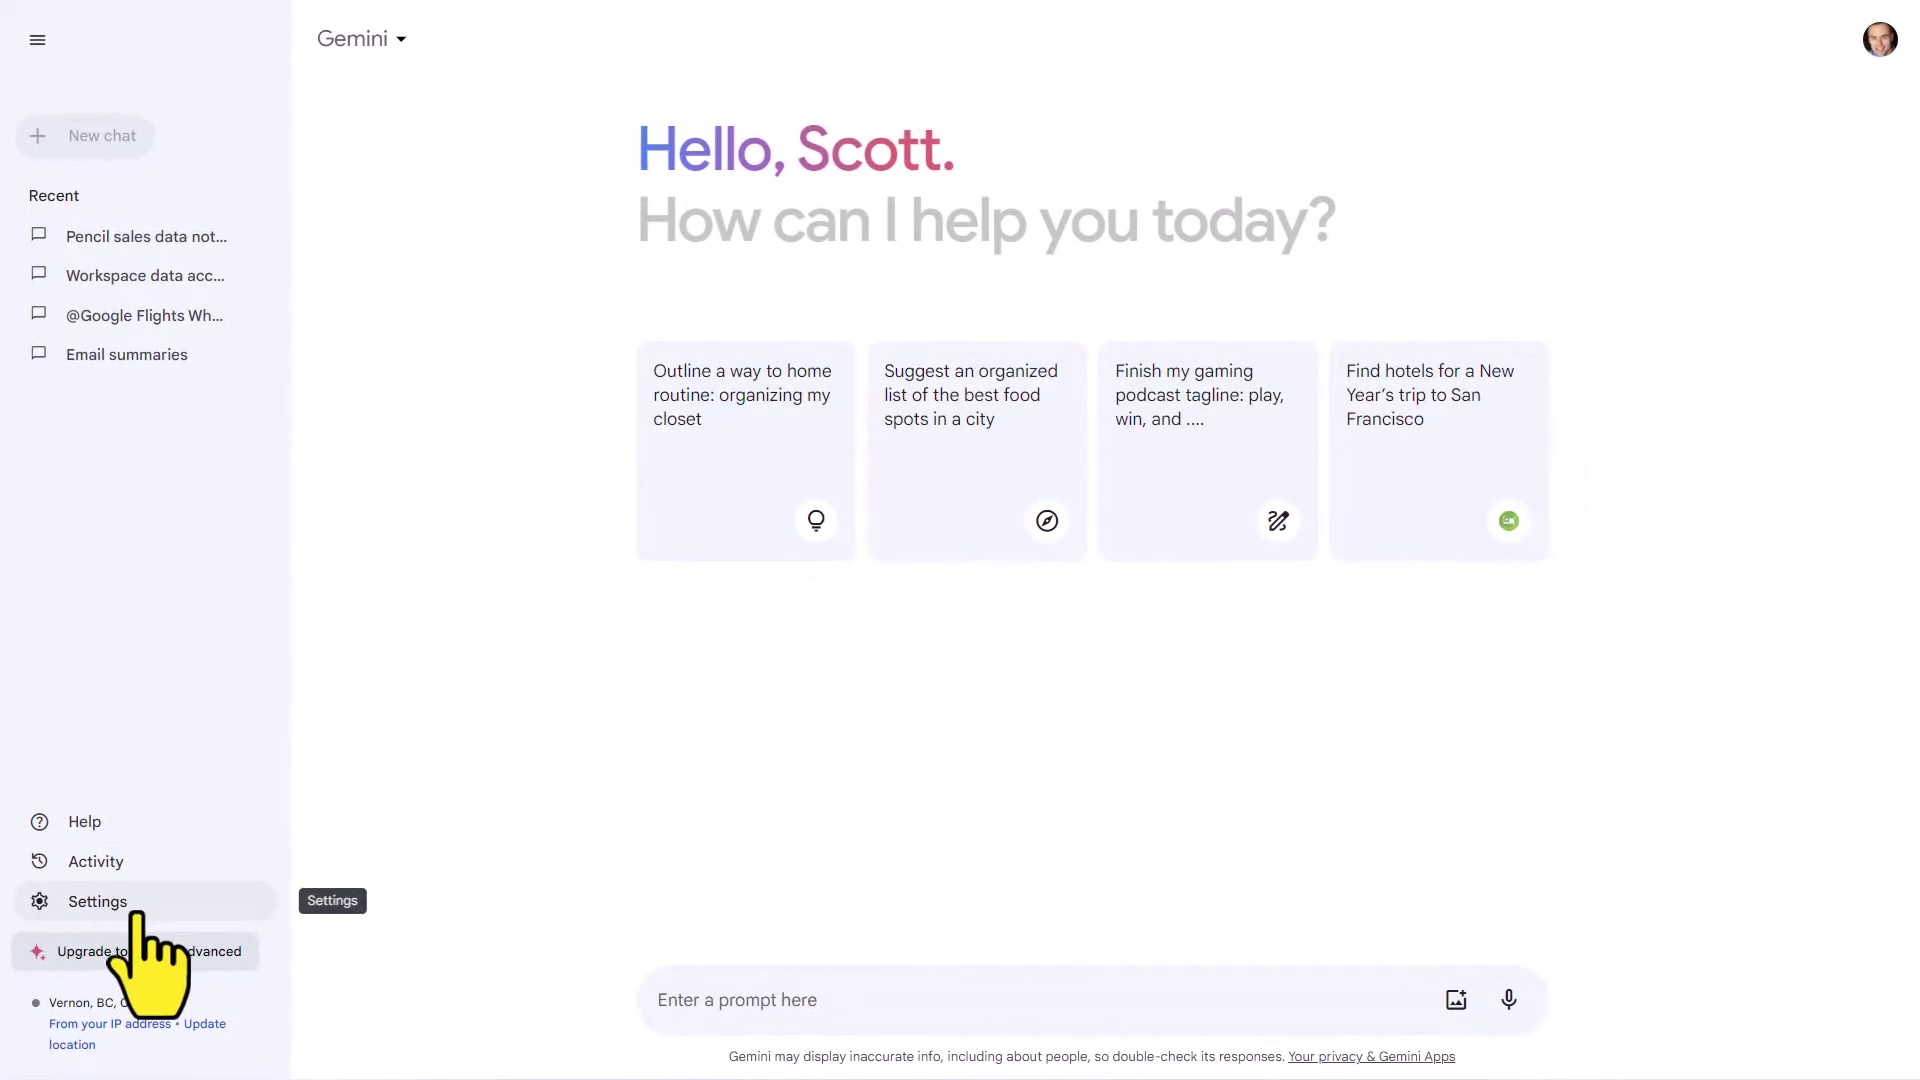 Gemini
New chat
Recent
Pencil sales data not...
Workspace data acc...
@Google Flights Wh...
Email summaries
Hello, Scott.
How can I help you today?
Outline a way to home
routine: organizing my
closet
Suggest an organized
list of the best food
spots in a city
Finish my gaming
podcast tagline: play,
win, and ....
Find hotels for a New
Year's trip to San
Francisco
Help
Activity
Settings
Settings
Upgrade to
Vernon, BC,
From your IP address • Update
location
Enter a prompt here
Gemini may display inaccurate info, including about people, so double-check its responses. Your privacy & Gemini Apps